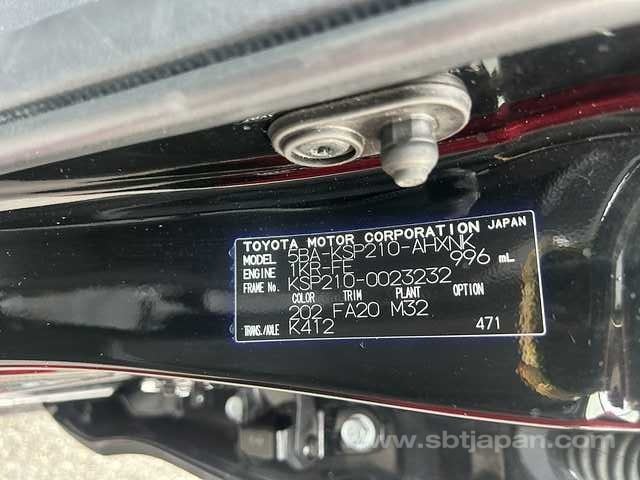 TOYOTA MOTOR CORPORATION JAPAN
MODEL 5BA-KSP210-AHXNK
ENGINE 1KR-FE 996 mL
FRAME No. KSP210-0023232
COLOR TRIM PLANT OPTION
202 FA20 M32
TRANS./AXLE K412 471
www.sbtjapan.com